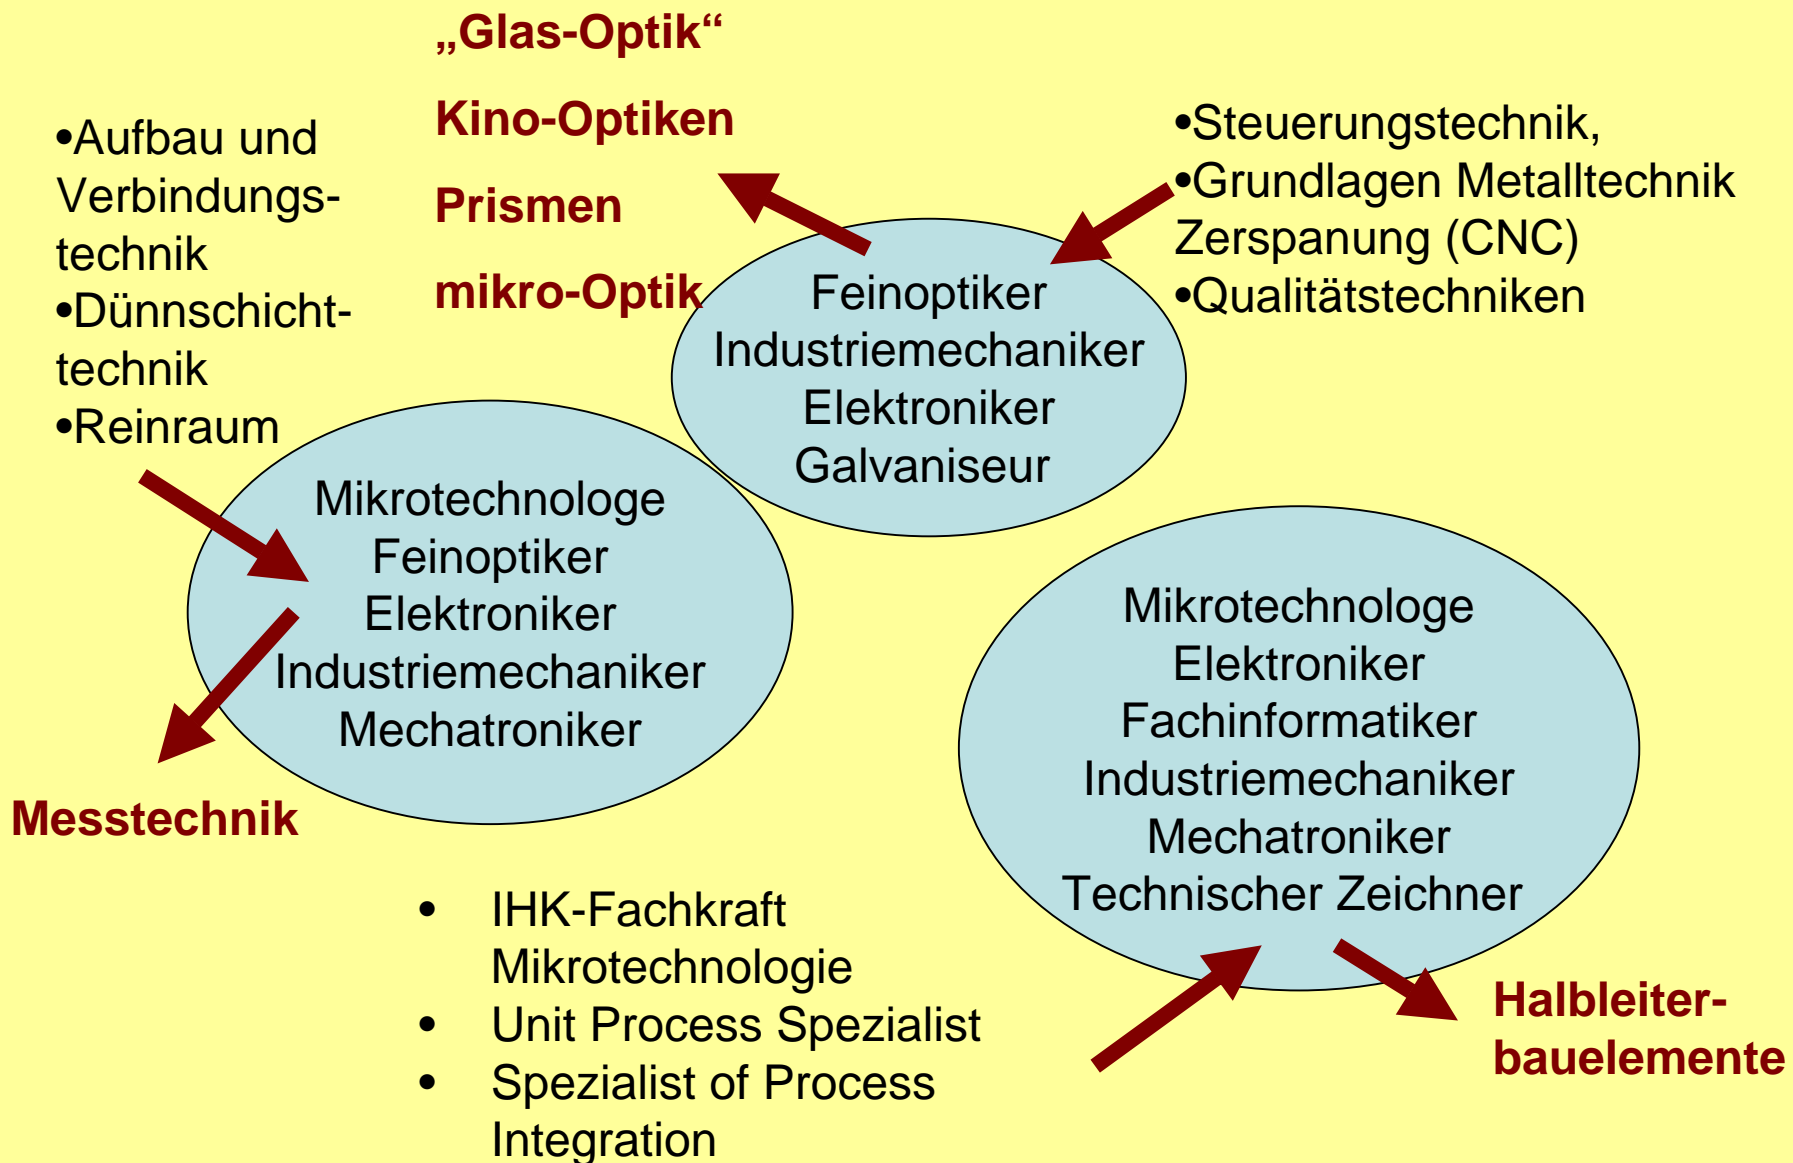 „Glas-Optik“
Kino-Optiken
Prismen
mikro-Optik
•Aufbau und
Verbindungs-
technik
•Dünnschicht-
technik
•Reinraum
•Steuerungstechnik,
•Grundlagen Metalltechnik
Zerspanung (CNC)
•Qualitätstechniken
Feinoptiker
Industriemechaniker
Elektroniker
Galvaniseur
Mikrotechnologe
Feinoptiker
Elektroniker
Industriemechaniker
Mechatroniker
Mikrotechnologe
Elektroniker
Fachinformatiker
Industriemechaniker
Mechatroniker
Technischer Zeichner
Messtechnik
• IHK-Fachkraft
Mikrotechnologie
• Unit Process Spezialist
• Spezialist of Process
Integration
Halbleiter-
bauelemente